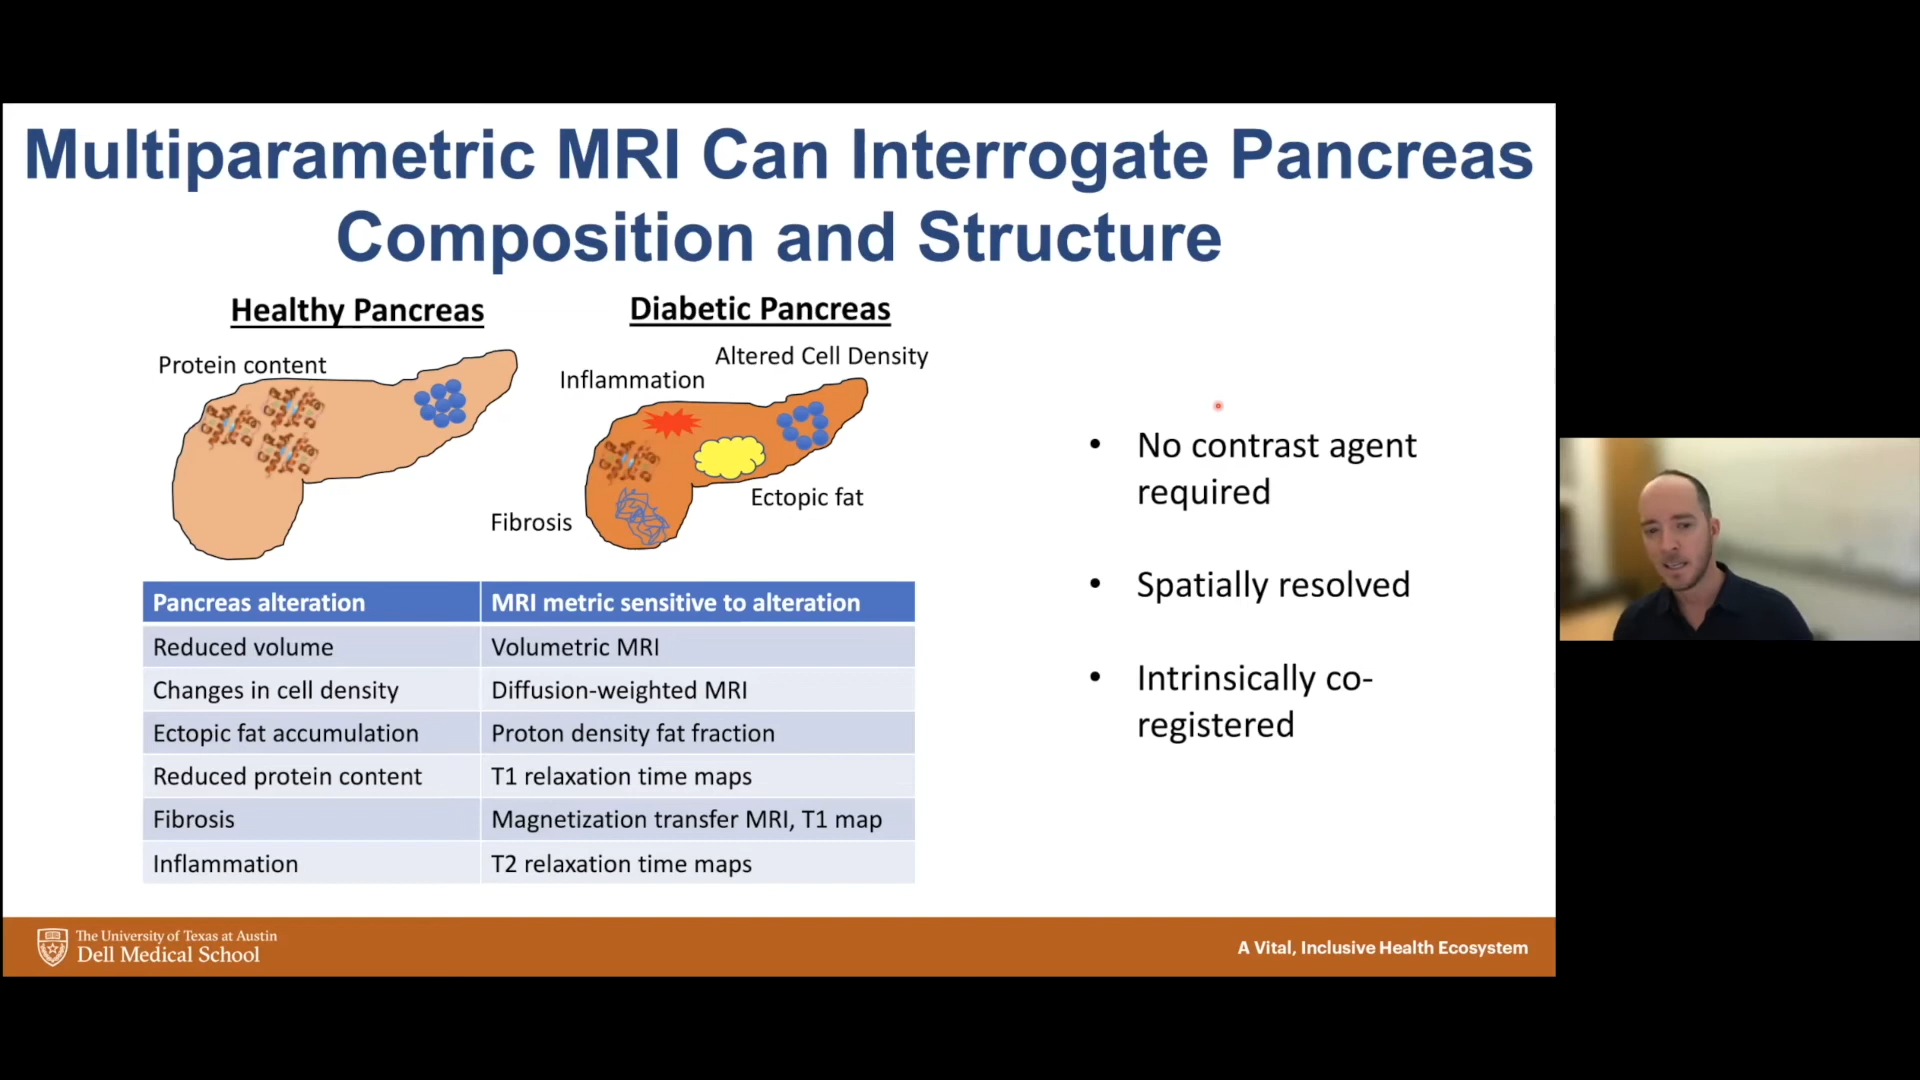 Multiparametric MRI Can Interrogate Pancreas
Composition and Structure
Healthy Pancreas
Protein content
Diabetic Pancreas
Altered Cell Density
Inflammation
Ectopic fat
Fibrosis
Pancreas alteration MRI metric sensitive to alteration
Reduced volume Volumetric MRI
Changes in cell density Diffusion-weighted MRI
Ectopic fat accumulation Proton density fat fraction
Reduced protein content T1 relaxation time maps
Fibrosis Magnetization transfer MRI, T1 map
Inflammation T2 relaxation time maps
• No contrast agent
required
• Spatially resolved
• Intrinsically co-
registered
The University of Texas at Austin
Dell Medical School
A Vital, Inclusive Health Ecosystem